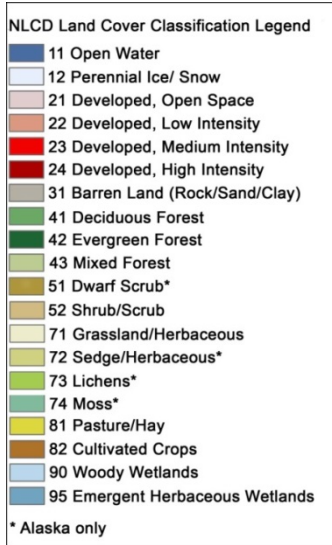 NLCD Land Cover Classification Legend
11 Open Water
12 Perennial Ice/ Snow
21 Developed, Open Space
22 Developed, Low Intensity
23 Developed, Medium Intensity
24 Developed, High Intensity
31 Barren Land (Rock/Sand/Clay)
41 Deciduous Forest
42 Evergreen Forest
43 Mixed Forest
51 Dwarf Scrub*
52 Shrub/Scrub
71 Grassland/Herbaceous
72 Sedge/Herbaceous*
73 Lichens*
74 Moss*
81 Pasture/Hay
82 Cultivated Crops
90 Woody Wetlands
95 Emergent Herbaceous Wetlands
* Alaska only